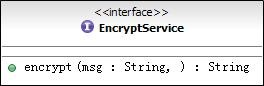 <<interface>>
EncryptService
encrypt(msg : String, ) : String